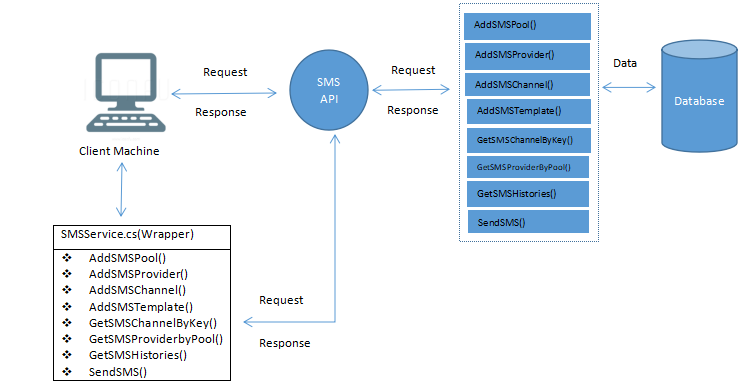 AddSMSPool()
AddSMSProvider()
AddSMSChannel()
AddSMSTemplate()
GetSMSChannelByKey()
GetSMSProviderByPool()
GetSMSHistories()
SendSMS()
Request
Response
SMS
API
Request
Response
Data
Database
Client Machine
SMSService.cs(Wrapper)
AddSMSPool()
AddSMSProvider()
AddSMSChannel()
AddSMSTemplate()
GetSMSChannelByKey()
GetSMSProviderbyPool()
GetSMSHistories()
SendSMS()
Request
Response